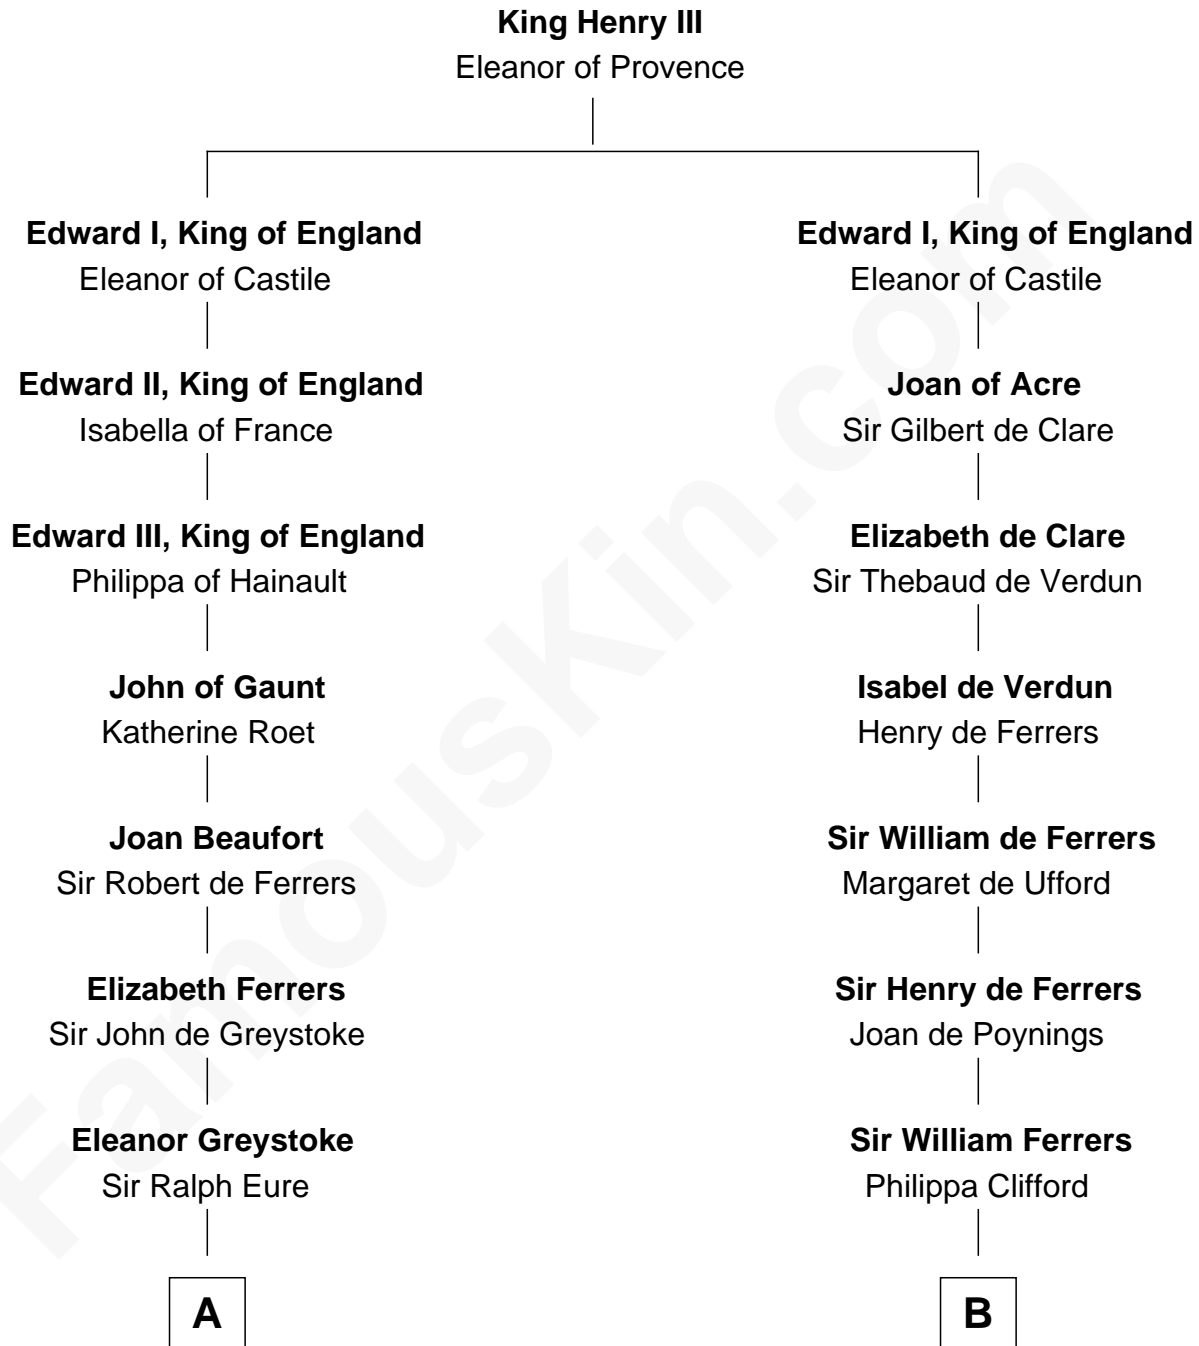 King Henry III
Eleanor of Provence
Edward I, King of England
Eleanor of Castile
Edward I, King of England
Eleanor of Castile
Edward II, King of England
Isabella of France
Joan of Acre
Sir Gilbert de Clare
Edward III, King of England
Philippa of Hainault
Elizabeth de Clare
Sir Thebaud de Verdun
John of Gaunt
Katherine Roet
Isabel de Verdun
Henry de Ferrers
Joan Beaufort
Sir Robert de Ferrers
Sir William de Ferrers
Margaret de Ufford
Elizabeth Ferrers
Sir John de Greystoke
Sir Henry de Ferrers
Joan de Poynings
Eleanor Greystoke
Sir Ralph Eure
Sir William Ferrers
Philippa Clifford
A
B
FamousKin.com